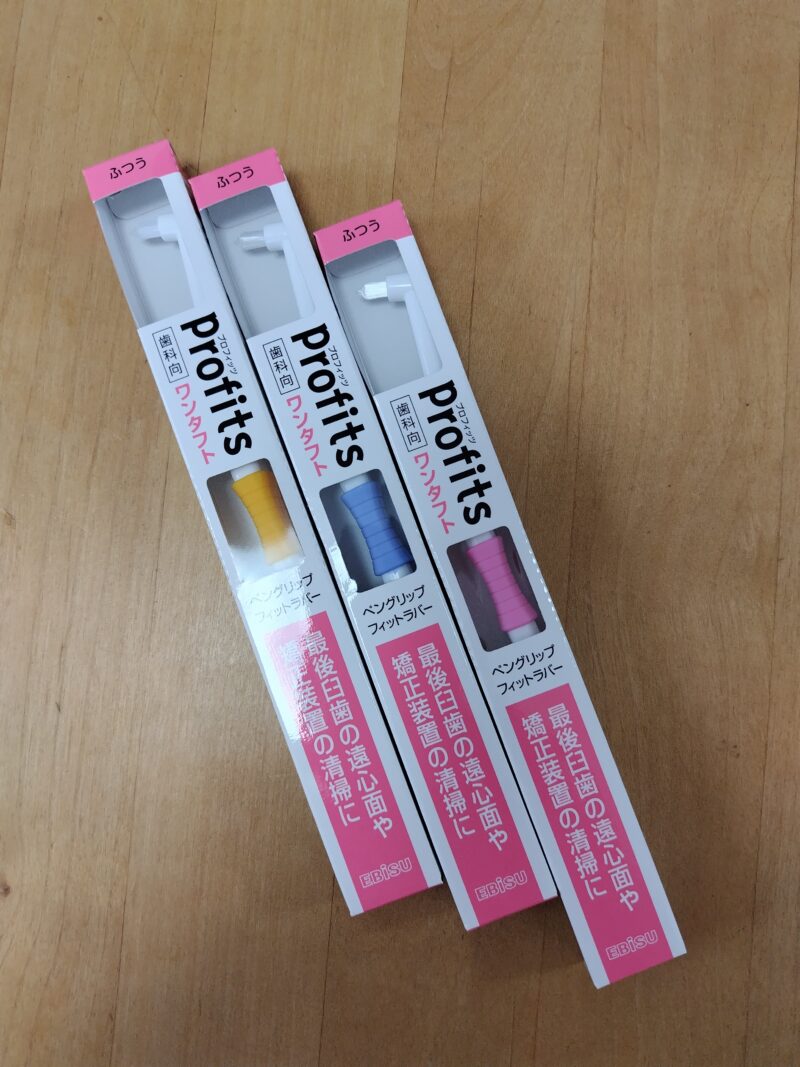 ふつう
profits
プロフィッツ
歯科向
ワンタフト
ペングリップ
フィットラバー
最後臼歯の遠心面や
矯正装置の清掃に
EBiSU
ふつう
profits
プロフィッツ
歯科向
ワンタフト
ペングリップ
フィットラバー
最後臼歯の遠心面や
矯正装置の清掃に
EBiSU
ふつう
profits
プロフィッツ
歯科向
ワンタフト
ペングリップ
フィットラバー
最後臼歯の遠心面や
矯正装置の清掃に
EBiSU